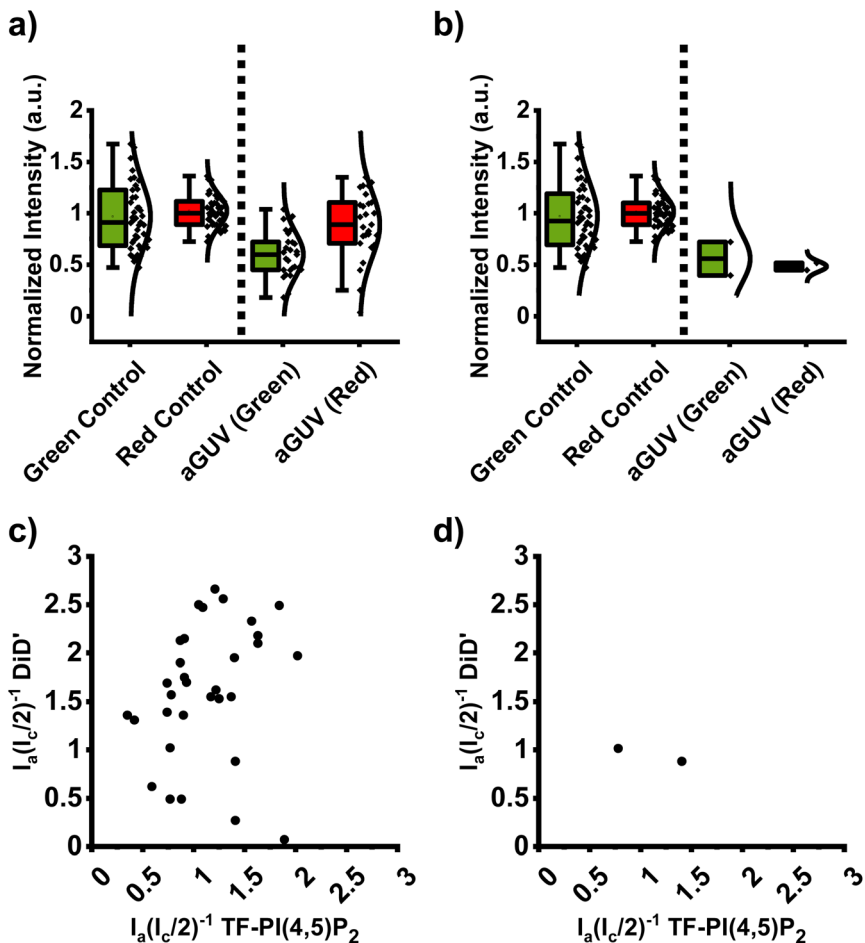 a)
Normalized Intensity (a.u.)
2
1.5
1
0.5
0
Green Control
Red Control
aGUV (Green)
aGUV (Red)
b)
Normalized Intensity (a.u.)
2
1.5
1
0.5
0
Green Control
Red Control
aGUV (Green)
aGUV (Red)
c)
Iₐ(I꜀/2)⁻¹ DiD'
3
2.5
2
1.5
1
0.5
0
0
0.5
1
1.5
2
2.5
3
Iₐ(I꜀/2)⁻¹ TF-PI(4,5)P₂
d)
Iₐ(I꜀/2)⁻¹ DiD'
3
2.5
2
1.5
1
0.5
0
0
0.5
1
1.5
2
2.5
3
Iₐ(I꜀/2)⁻¹ TF-PI(4,5)P₂